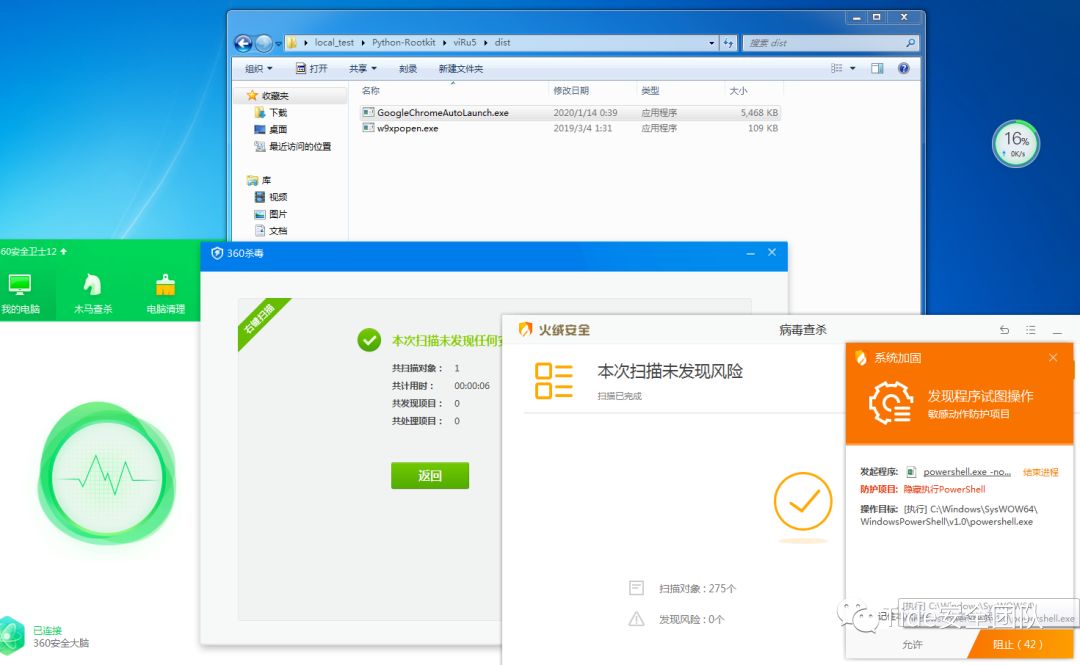 local_test
Python-Rootkit
viRu5
dist
搜索 dist
组织
打开
共享
刻录
新建文件夹
收藏夹
下载
桌面
最近访问的位置
库
视频
图片
文档
名称
修改日期
类型
大小
GoogleChromeAutoLaunch.exe
2020/1/14 0:39
应用程序
5,468 KB
w9xpopen.exe
2019/3/4 1:31
应用程序
109 KB
16%
0K/s
60安全卫士12
我的电脑
木马查杀
电脑清理
已连接
360安全大脑
360杀毒
右键扫描
本次扫描未发现任何安
共扫描对象： 1
共计用时： 00:00:06
共发现项目： 0
共处理项目： 0
返回
火绒安全
病毒查杀
本次扫描未发现风险
扫描已完成
扫描对象：275个
发现风险：0个
系统加固
发现程序试图操作
敏感动作防护项目
发起程序: powershell.exe -no... 结束进程
防护项目: 隐藏执行PowerShell
操作目标: [执行] C:\Windows\SysWOW64\
WindowsPowerShell\v1.0\powershell.exe
[执行] C:\Windows\SysWOW64\
允许
阻止（42）